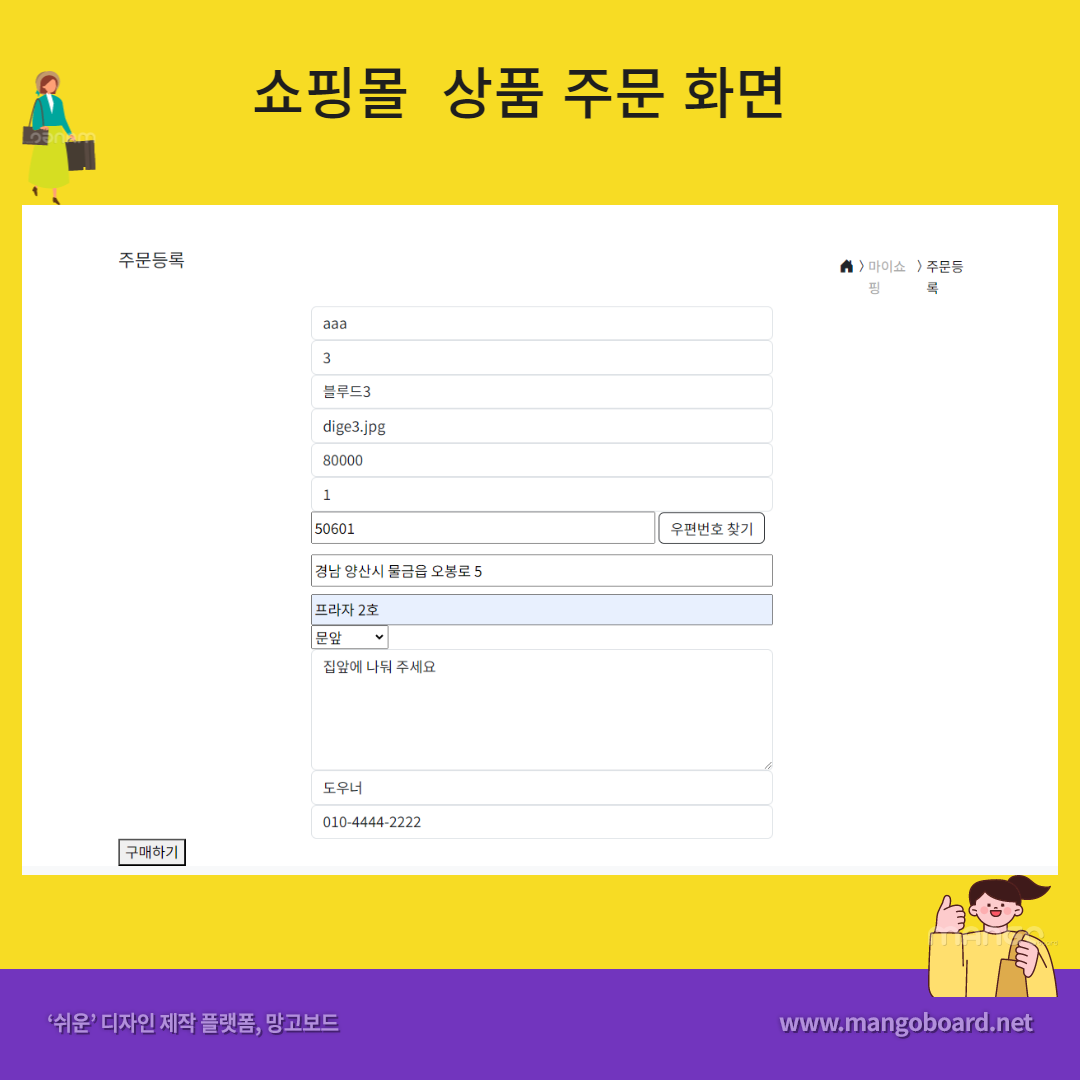 쇼핑몰 상품 주문 화면
주문등록
〉마이쇼핑 〉주문등록
aaa
3
블루드3
dige3.jpg
80000
1
50601
우편번호 찾기
경남 양산시 물금읍 오봉로 5
프라자 2호
문앞
집앞에 나둬 주세요
도우너
010-4444-2222
구매하기
‘쉬운’ 디자인 제작 플랫폼, 망고보드
www.mangoboard.net